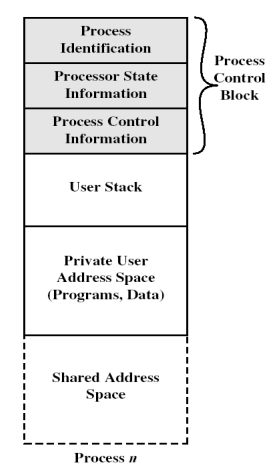 Process
Identification
Processor State
Information
Process Control
Information
Process
Control
Block
User Stack
Private User
Address Space
(Programs, Data)
Shared Address
Space
Process n